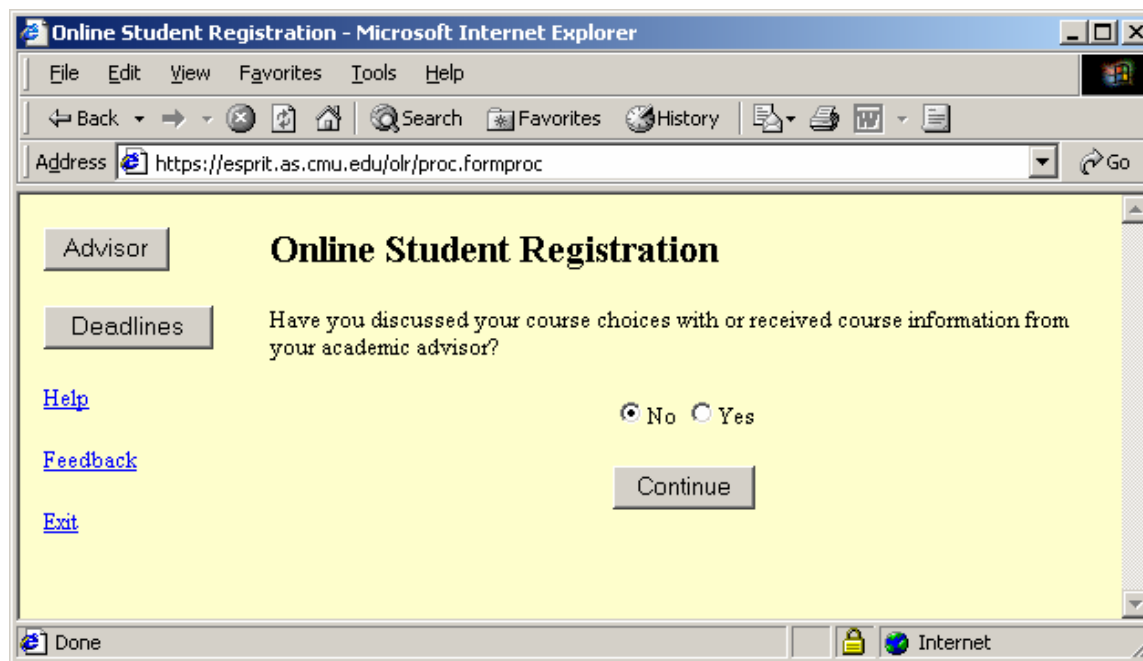 Online Student Registration - Microsoft Internet Explorer
File Edit View Favorites Tools Help
Back Search Favorites History
Address https://esprit.as.cmu.edu/olr/proc.formproc Go
Advisor
Deadlines
Help
Feedback
Exit
Online Student Registration
Have you discussed your course choices with or received course information from
your academic advisor?
No Yes
Continue
Done Internet